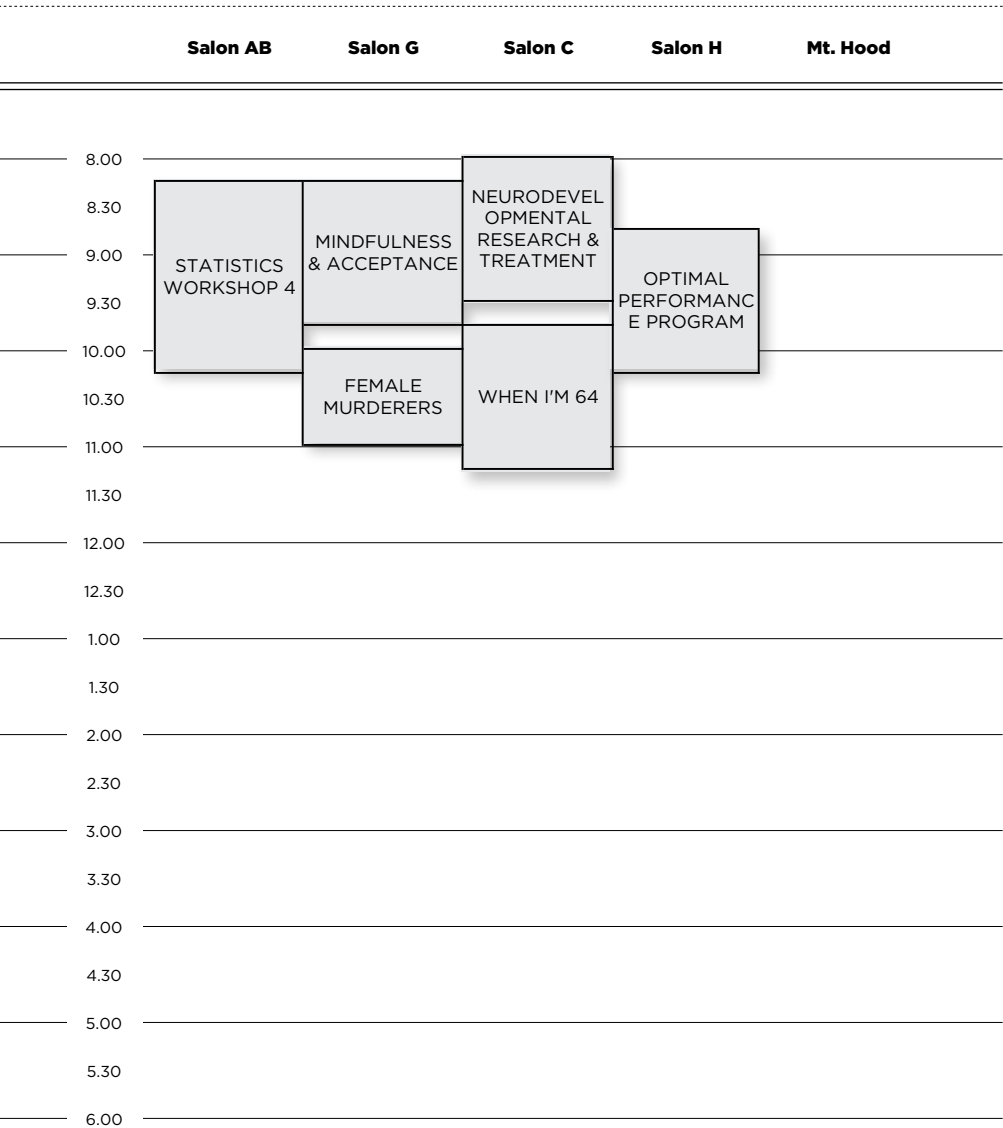 Salon AB Salon G Salon C Salon H Mt. Hood
8.00
8.30
9.00
9.30
10.00
10.30
11.00
11.30
12.00
12.30
1.00
1.30
2.00
2.30
3.00
3.30
4.00
4.30
5.00
5.30
6.00
STATISTICS
WORKSHOP 4
MINDFULNESS
& ACCEPTANCE
FEMALE
MURDERERS
NEURODEVEL
OPMENTAL
RESEARCH &
TREATMENT
WHEN I'M 64
OPTIMAL
PERFORMANC
E PROGRAM